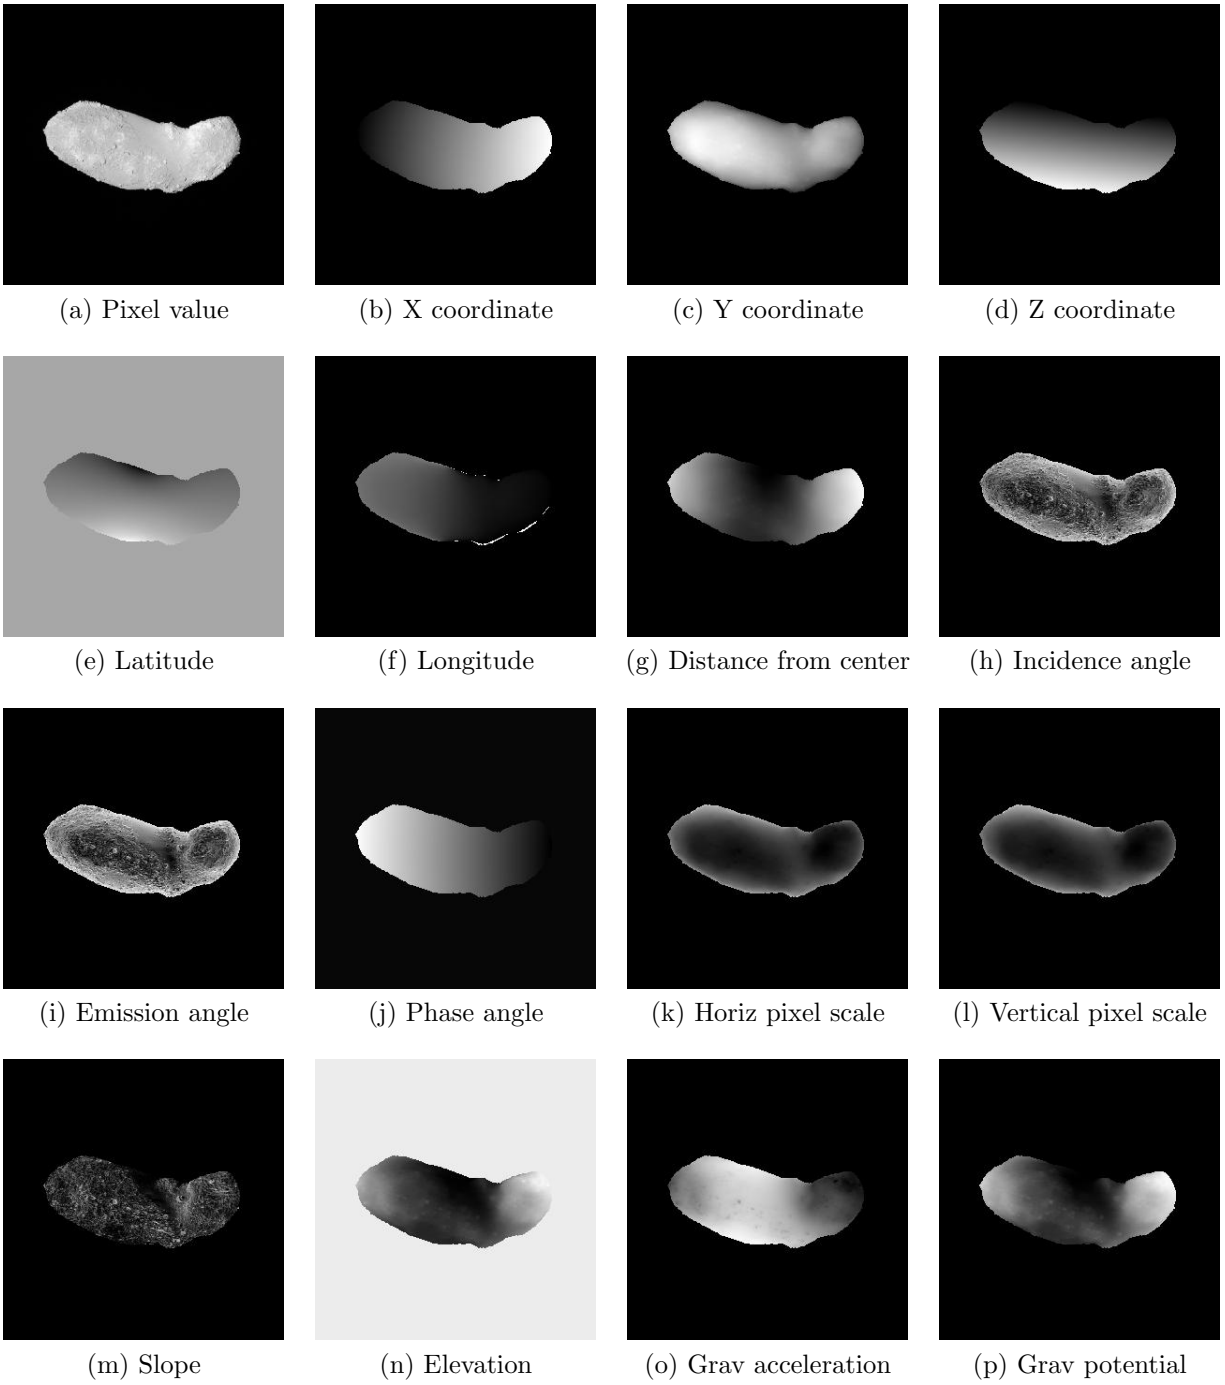 (a) Pixel value
(b) X coordinate
(c) Y coordinate
(d) Z coordinate
(e) Latitude
(f) Longitude
(g) Distance from center
(h) Incidence angle
(i) Emission angle
(j) Phase angle
(k) Horiz pixel scale
(l) Vertical pixel scale
(m) Slope
(n) Elevation
(o) Grav acceleration
(p) Grav potential